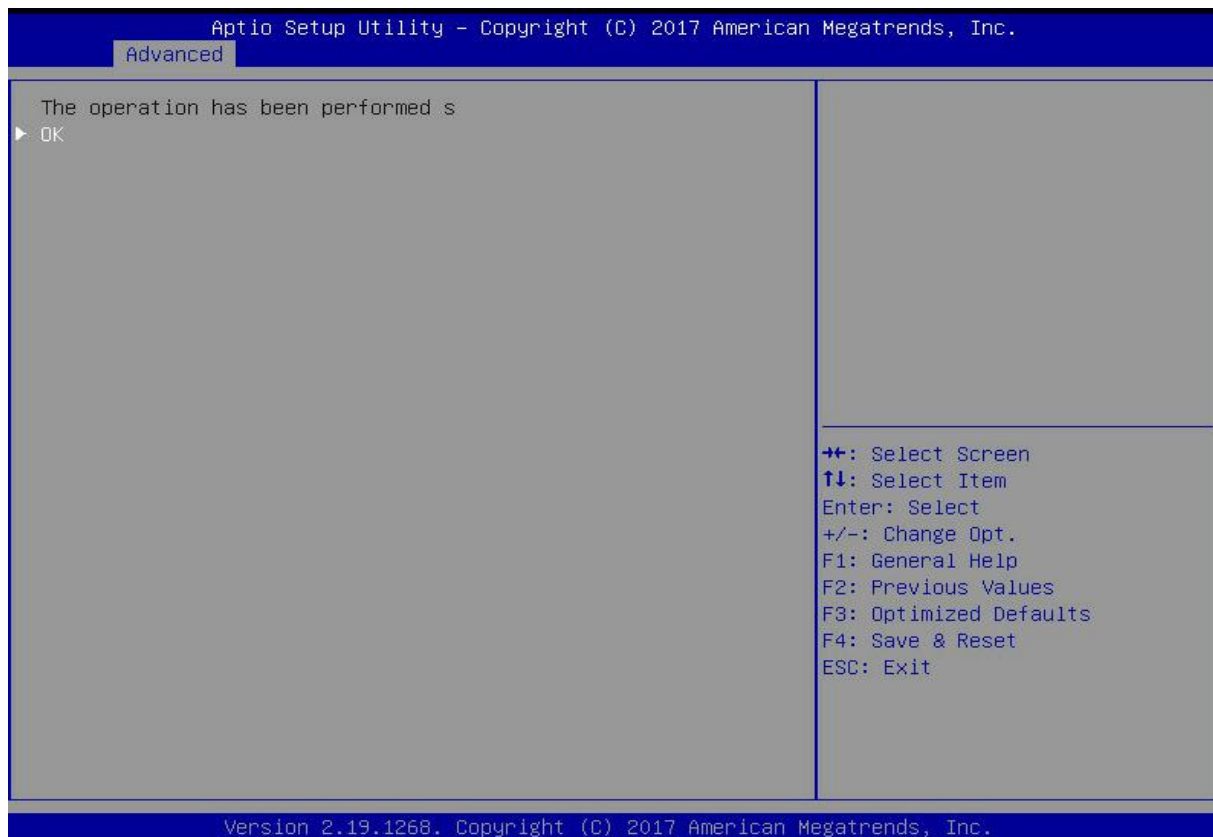 Aptio Setup Utility – Copyright (C) 2017 American Megatrends, Inc.
Advanced
The operation has been performed s
▶ OK
→←: Select Screen
↑↓: Select Item
Enter: Select
+/-: Change Opt.
F1: General Help
F2: Previous Values
F3: Optimized Defaults
F4: Save & Reset
ESC: Exit
Version 2.19.1268. Copyright (C) 2017 American Megatrends, Inc.